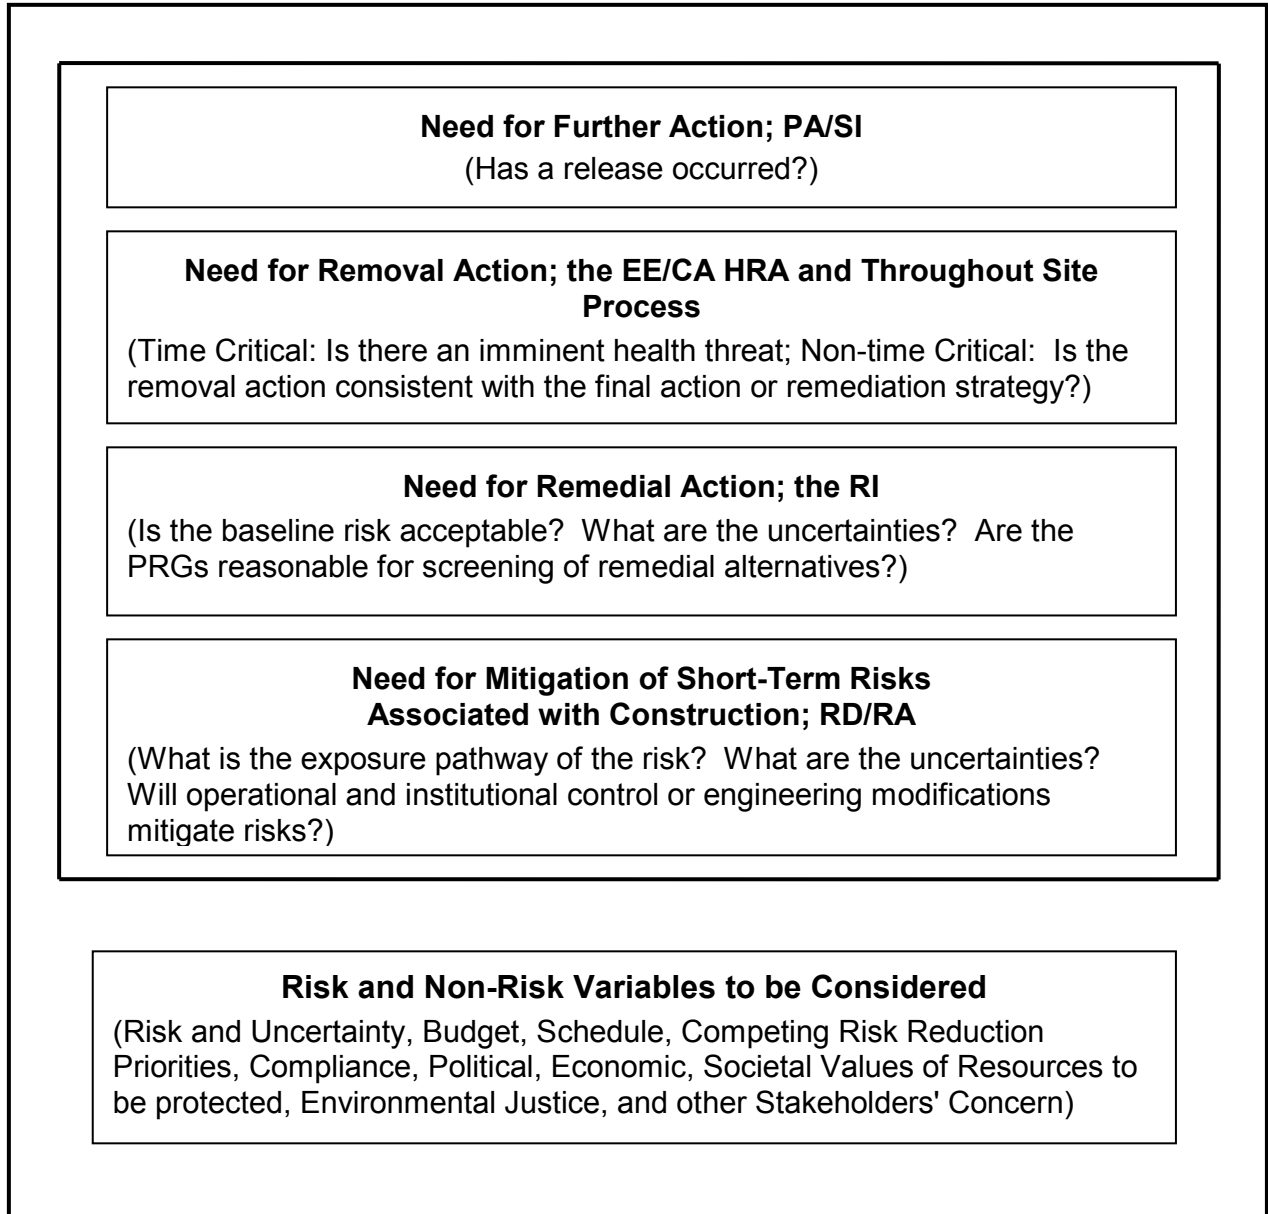 Need for Further Action; PA/SI
(Has a release occurred?)
Need for Removal Action; the EE/CA HRA and Throughout Site
Process
(Time Critical: Is there an imminent health threat; Non-time Critical:  Is the
removal action consistent with the final action or remediation strategy?)
Need for Remedial Action; the RI
(Is the baseline risk acceptable?  What are the uncertainties?  Are the
PRGs reasonable for screening of remedial alternatives?)
Need for Mitigation of Short-Term Risks
Associated with Construction; RD/RA
(What is the exposure pathway of the risk?  What are the uncertainties?
Will operational and institutional control or engineering modifications
mitigate risks?)
Risk and Non-Risk Variables to be Considered
(Risk and Uncertainty, Budget, Schedule, Competing Risk Reduction
Priorities, Compliance, Political, Economic, Societal Values of Resources to
be protected, Environmental Justice, and other Stakeholders' Concern)